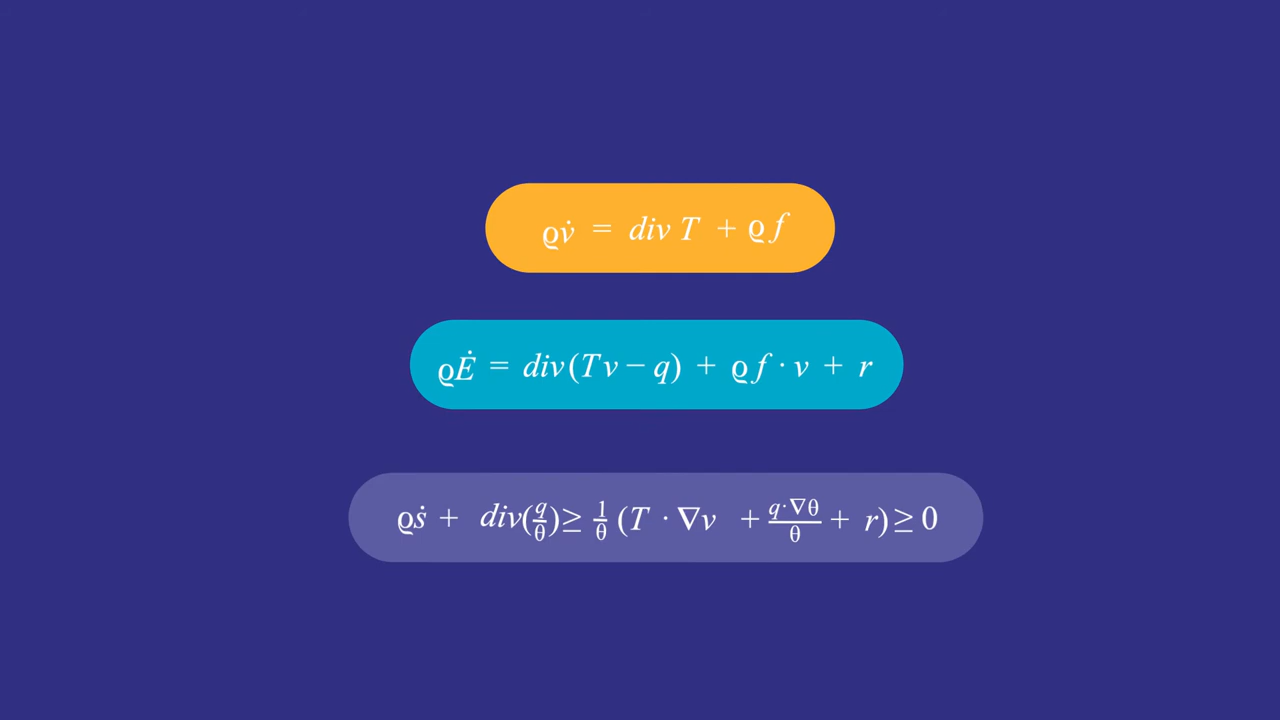 ϱv̇ = div T + ϱ f
ϱĖ = div(Tv − q) + ϱ f · v + r
ϱṡ + div(q/θ) ≥ 1/θ (T · ∇v + q·∇θ/θ + r) ≥ 0